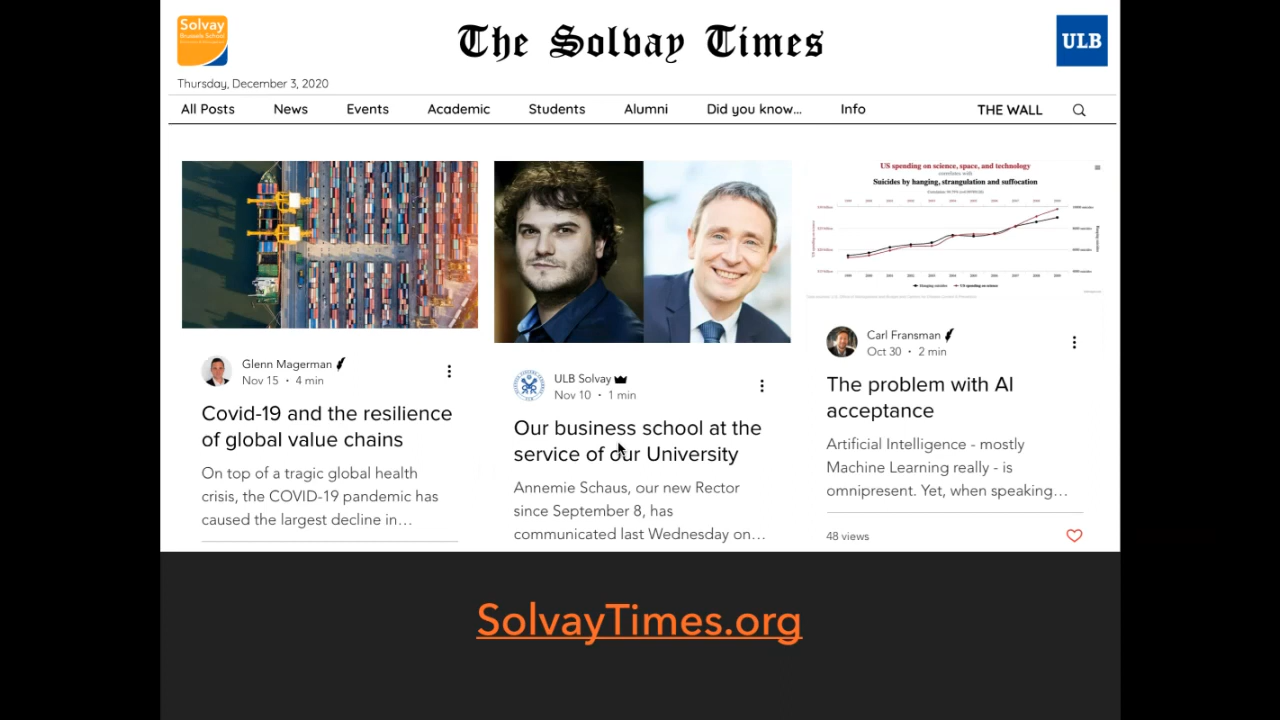 Solvay
Brussels School
The Solvay Times
ULB
Thursday, December 3, 2020
All Posts News Events Academic Students Alumni Did you know... Info THE WALL
US spending on science, space, and technology
correlates with
Suicides by hanging, strangulation and suffocation
Glenn Magerman
Nov 15 · 4 min
Covid-19 and the resilience
of global value chains
On top of a tragic global health
crisis, the COVID-19 pandemic has
caused the largest decline in...
ULB Solvay
Nov 10 · 1 min
Our business school at the
service of our University
Annemie Schaus, our new Rector
since September 8, has
communicated last Wednesday on...
Carl Fransman
Oct 30 · 2 min
The problem with AI
acceptance
Artificial Intelligence - mostly
Machine Learning really - is
omnipresent. Yet, when speaking...
48 views
SolvayTimes.org